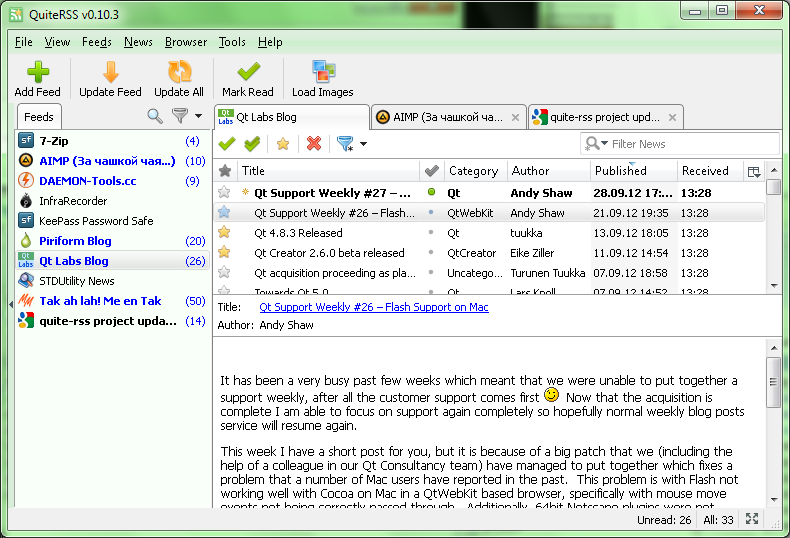 QuiteRSS v0.10.3
File View Feeds News Browser Tools Help
Add Feed Update Feed Update All Mark Read Load Images
Feeds
Qt Labs Blog
AIMP (За чашкой ча...
quite-rss project upd...
Filter News
7-Zip (4)
AIMP (За чашкой чая...) (10)
DAEMON-Tools.cc (9)
InfraRecorder
KeePass Password Safe
Piriform Blog (20)
Qt Labs Blog (26)
STDUtility News
Tak ah lah! Me en Tak (50)
quite-rss project upda... (14)
Title Category Author Published Received
Qt Support Weekly #27 – ... Qt Andy Shaw 28.09.12 17:... 13:28
Qt Support Weekly #26 – Flash... QtWebKit Andy Shaw 21.09.12 19:35 13:28
Qt 4.8.3 Released Qt tuukka 13.09.12 18:05 13:28
Qt Creator 2.6.0 beta released QtCreator Eike Ziller 11.09.12 14:54 13:28
Qt acquisition proceeding as pla... Uncatego... Turunen Tuukka 07.09.12 18:58 13:28
Towards Qt 5.0 Qt Lars Knoll 07.09.12 14:52 13:28
Title: Qt Support Weekly #26 – Flash Support on Mac
Author: Andy Shaw
It has been a very busy past few weeks which meant that we were unable to put together a
support weekly, after all the customer support comes first Now that the acquisition is
complete I am able to focus on support again completely so hopefully normal weekly blog posts
service will resume again.
This week I have a short post for you, but it is because of a big patch that we (including the
help of a colleague in our Qt Consultancy team) have managed to put together which fixes a
problem that a number of Mac users have reported in the past. This problem is with Flash not
working well with Cocoa on Mac in a QtWebKit based browser, specifically with mouse move
events not being correctly passed through. Additionally, 64bit Netscape plugins were not
Unread: 26 All: 33